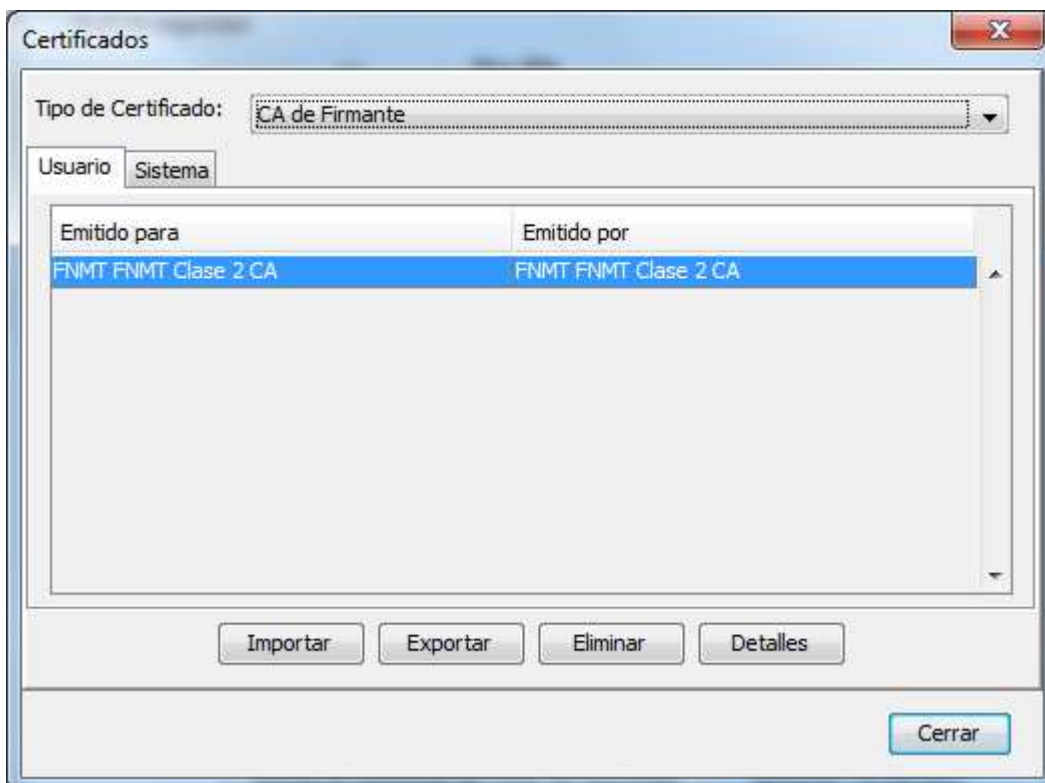 Certificados
Tipo de Certificado: CA de Firmante
Usuario Sistema
Emitido para Emitido por
FNMT FNMT Clase 2 CA FNMT FNMT Clase 2 CA
Importar Exportar Eliminar Detalles
Cerrar